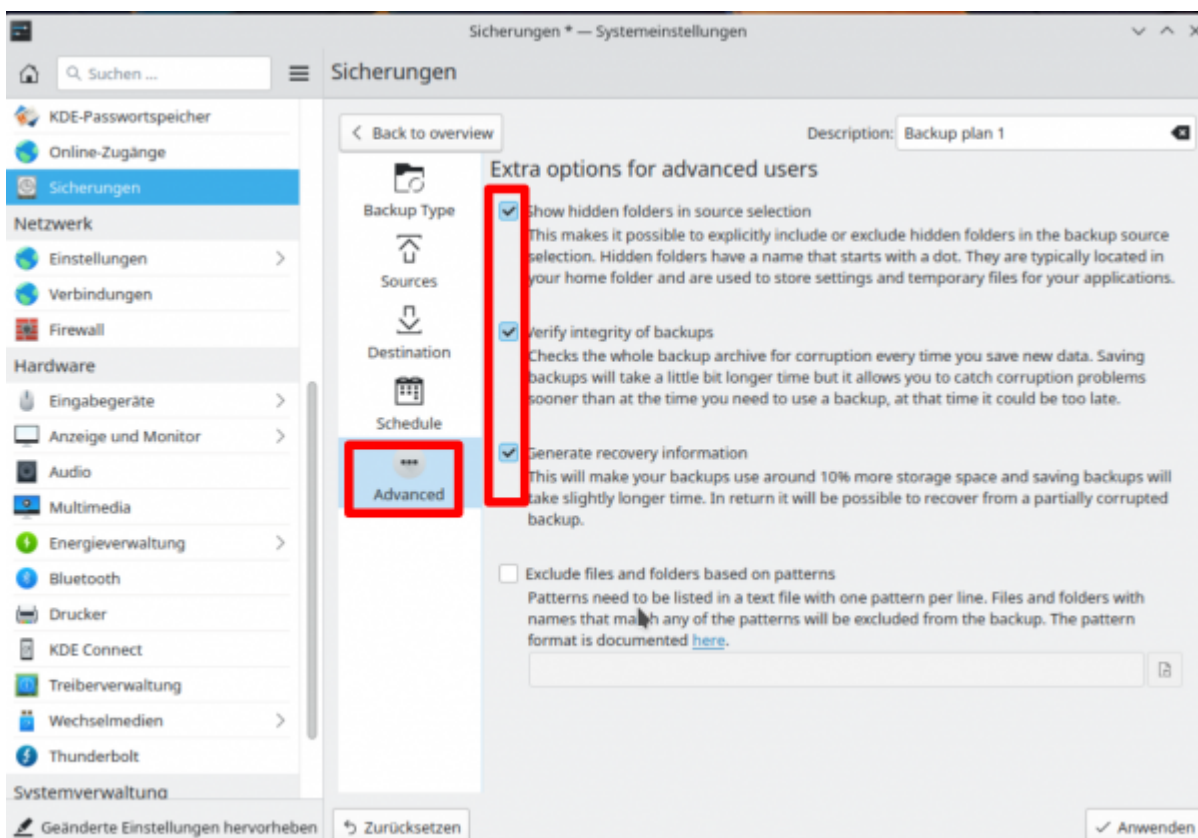 Sicherungen * — Systemeinstellungen
Suchen ...
Sicherungen
KDE-Passwortspeicher
Online-Zugänge
Sicherungen
Netzwerk
Einstellungen
Verbindungen
Firewall
Hardware
Eingabegeräte
Anzeige und Monitor
Audio
Multimedia
Energieverwaltung
Bluetooth
Drucker
KDE Connect
Treiberverwaltung
Wechselmedien
Thunderbolt
Systemverwaltung
Geänderte Einstellungen hervorheben
Back to overview
Description: Backup plan 1
Backup Type
Sources
Destination
Schedule
Advanced
Extra options for advanced users
Show hidden folders in source selection
This makes it possible to explicitly include or exclude hidden folders in the backup source
selection. Hidden folders have a name that starts with a dot. They are typically located in
your home folder and are used to store settings and temporary files for your applications.
Verify integrity of backups
Checks the whole backup archive for corruption every time you save new data. Saving
backups will take a little bit longer time but it allows you to catch corruption problems
sooner than at the time you need to use a backup, at that time it could be too late.
Generate recovery information
This will make your backups use around 10% more storage space and saving backups will
take slightly longer time. In return it will be possible to recover from a partially corrupted
backup.
Exclude files and folders based on patterns
Patterns need to be listed in a text file with one pattern per line. Files and folders with
names that match any of the patterns will be excluded from the backup. The pattern
format is documented here.
Zurücksetzen
Anwenden